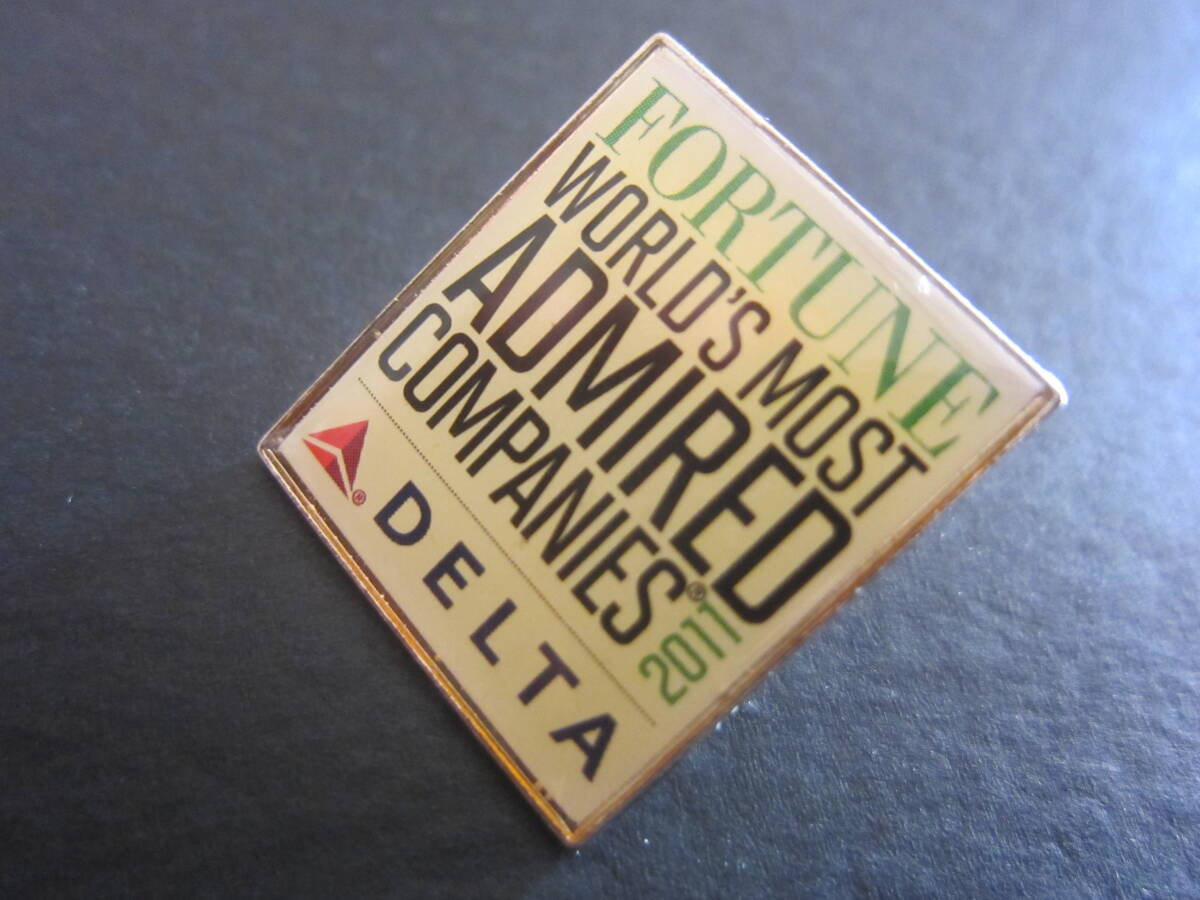 FORTUNE
WORLD'S MOST
ADMIRED
COMPANIES®
2011
® DELTA